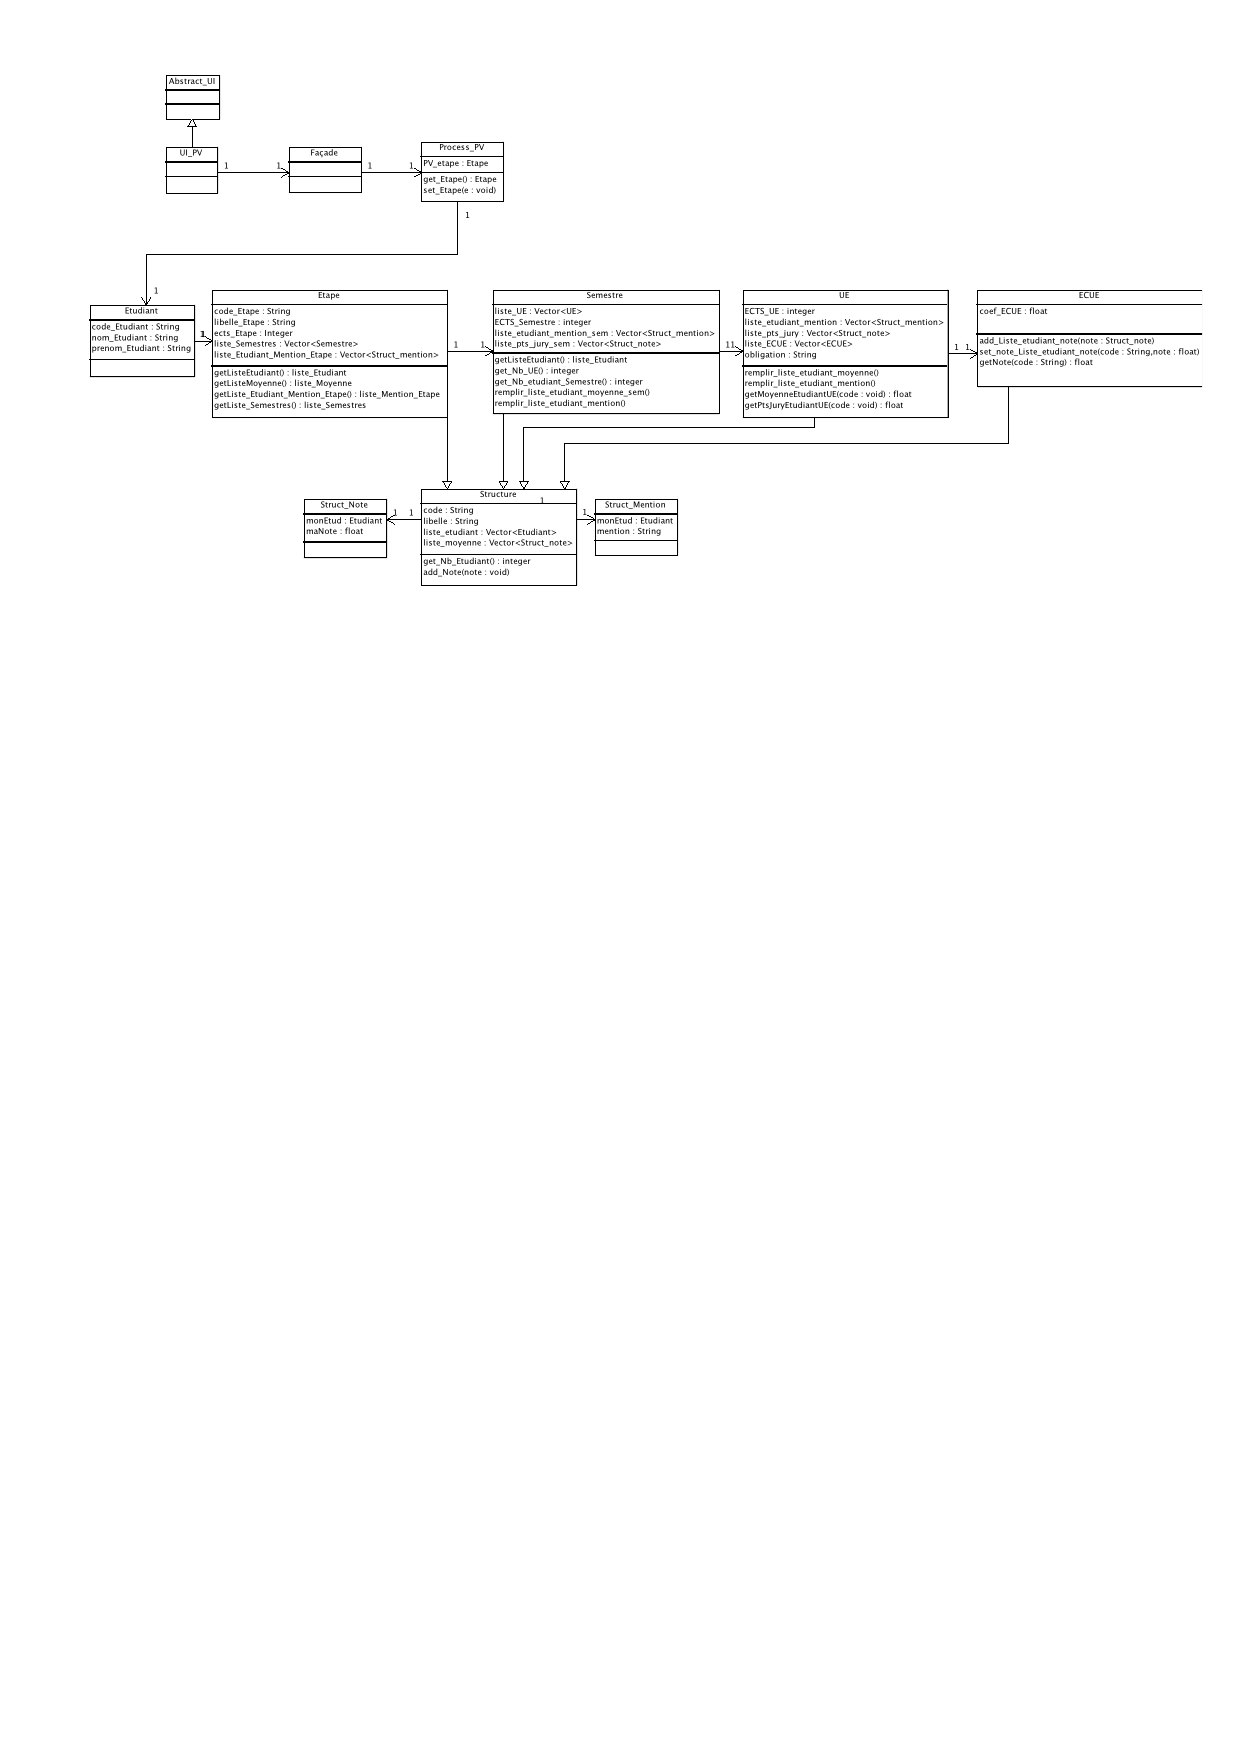 Abstract_UI
UI_PV
1
1
Façade
1
1
Process_PV
PV_etape : Etape
get_Etape() : Etape
set_Etape(e : void)
1
1
Etudiant
code_Etudiant : String
nom_Etudiant : String
prenom_Etudiant : String
1
Etape
code_Etape : String
libelle_Etape : String
ects_Etape : Integer
liste_Semestres : Vector<Semestre>
liste_Etudiant_Mention_Etape : Vector<Struct_mention>
getListeEtudiant() : liste_Etudiant
getListeMoyenne() : liste_Moyenne
getListe_Etudiant_Mention_Etape() : liste_Mention_Etape
getListe_Semestres() : liste_Semestres
1
1
Semestre
liste_UE : Vector<UE>
ECTS_Semestre : integer
liste_etudiant_mention_sem : Vector<Struct_mention>
liste_pts_jury_sem : Vector<Struct_note>
getListeEtudiant() : liste_Etudiant
get_Nb_UE() : integer
get_Nb_etudiant_Semestre() : integer
remplir_liste_etudiant_moyenne_sem()
remplir_liste_etudiant_mention()
11
UE
ECTS_UE : integer
liste_etudiant_mention : Vector<Struct_mention>
liste_pts_jury : Vector<Struct_note>
liste_ECUE : Vector<ECUE>
obligation : String
remplir_liste_etudiant_moyenne()
remplir_liste_etudiant_mention()
getMoyenneEtudiantUE(code : void) : float
getPtsJuryEtudiantUE(code : void) : float
1
1
ECUE
coef_ECUE : float
add_Liste_etudiant_note(note : Struct_note)
set_note_Liste_etudiant_note(code : String,note : float)
getNote(code : String) : float
Struct_Note
monEtud : Etudiant
maNote : float
1
1
Structure
1
code : String
libelle : String
liste_etudiant : Vector<Etudiant>
liste_moyenne : Vector<Struct_note>
get_Nb_Etudiant() : integer
add_Note(note : void)
1
Struct_Mention
monEtud : Etudiant
mention : String